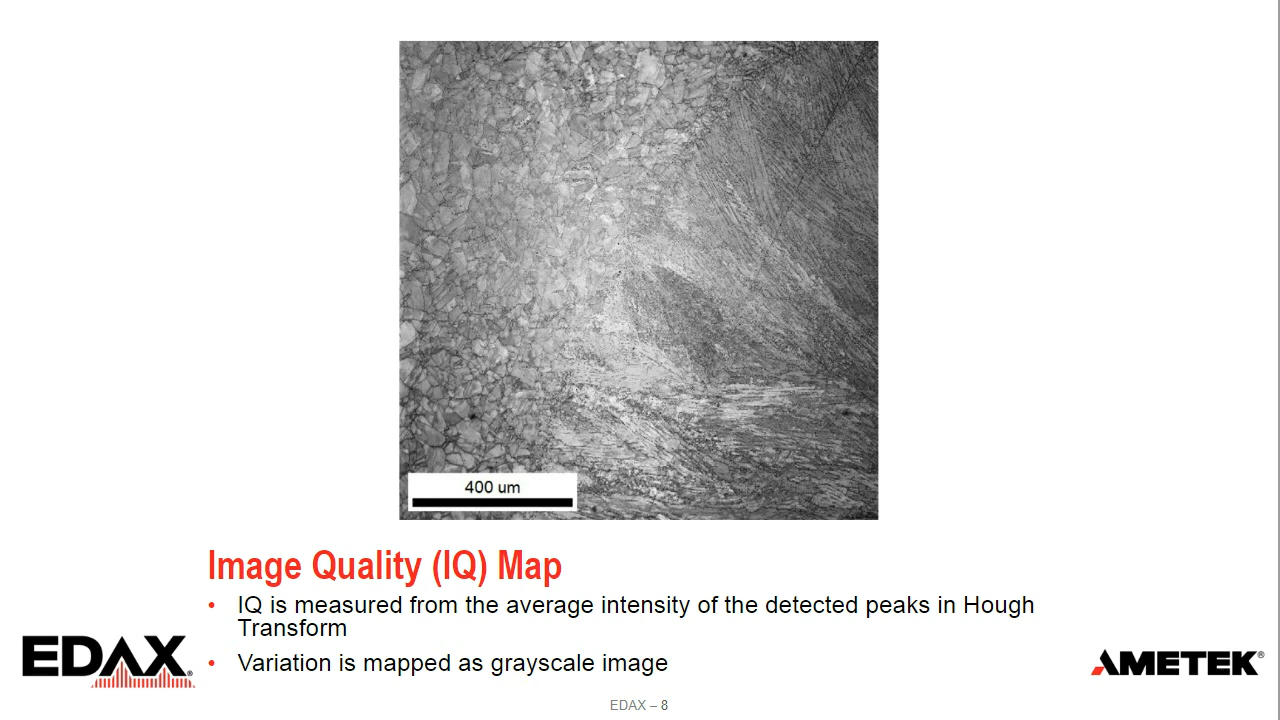 400 um
Image Quality (IQ) Map
• IQ is measured from the average intensity of the detected peaks in Hough
Transform
• Variation is mapped as grayscale image
EDAX®
AMETEK®
EDAX – 8